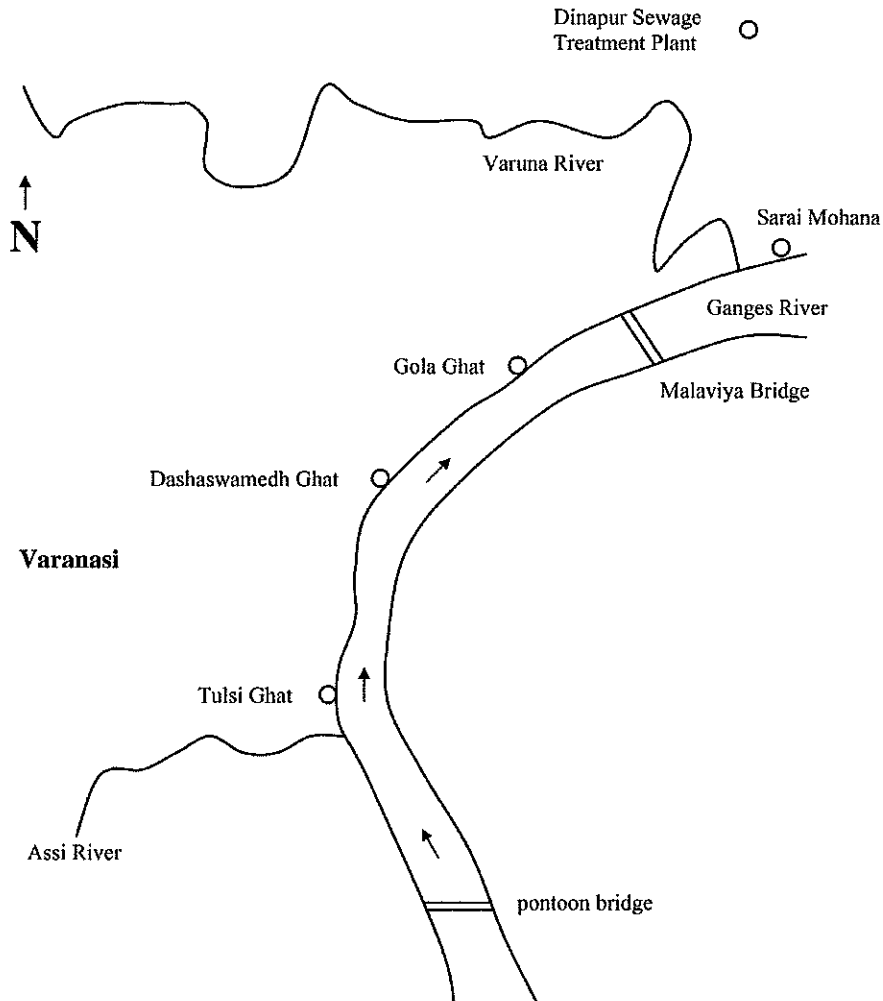 Dinapur Sewage
Treatment Plant
Varuna River
N
Sarai Mohana
Ganges River
Gola Ghat
Malaviya Bridge
Dashaswamedh Ghat
Varanasi
Tulsi Ghat
Assi River
pontoon bridge